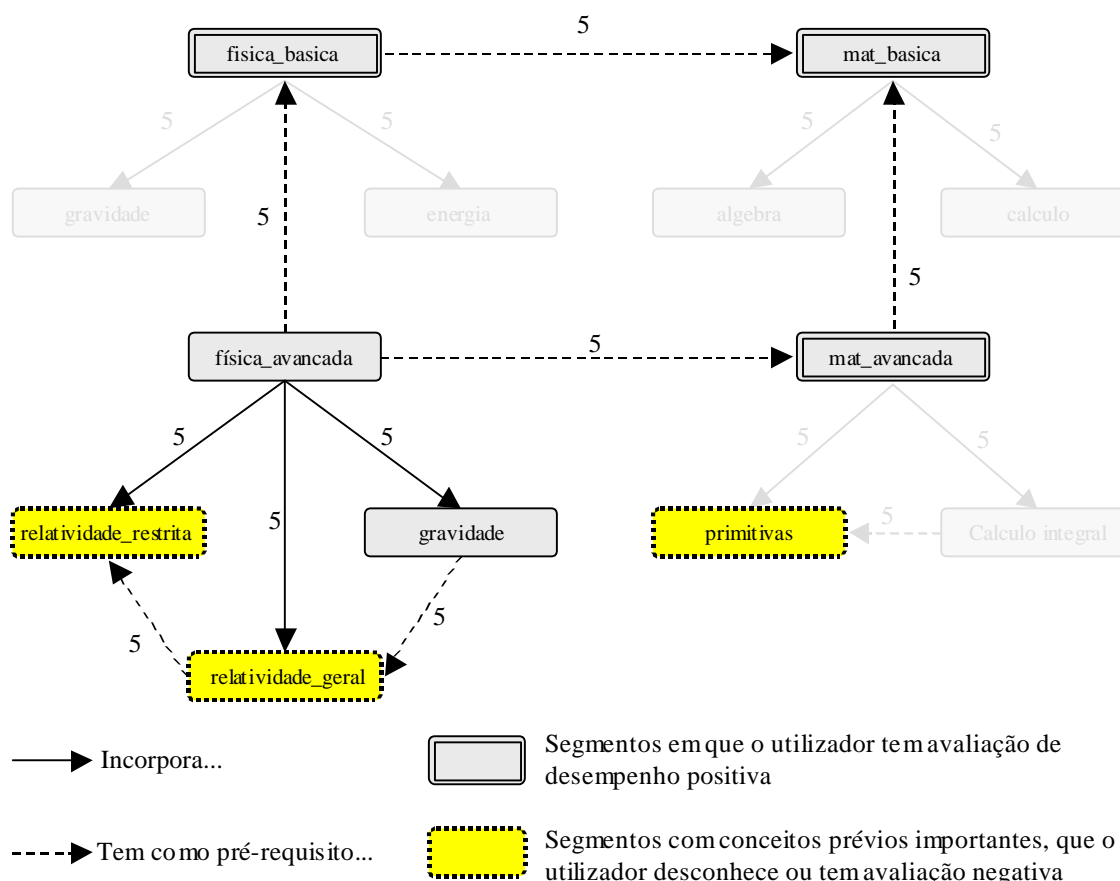 5
fisica_basica
mat_basica
5
5
5
5
gravidade
energia
algebra
calculo
5
5
física_avancada
5
mat_avancada
5
5
5
5
5
relatividade_restrita
gravidade
primitivas
5
Calculo integral
5
5
relatividade_geral
Incorpora...
Segmentos em que o utilizador tem avaliação de
desempenho positiva
Tem como pré-requisito...
Segmentos com conceitos prévios importantes, que o
utilizador desconhece ou tem avaliação negativa